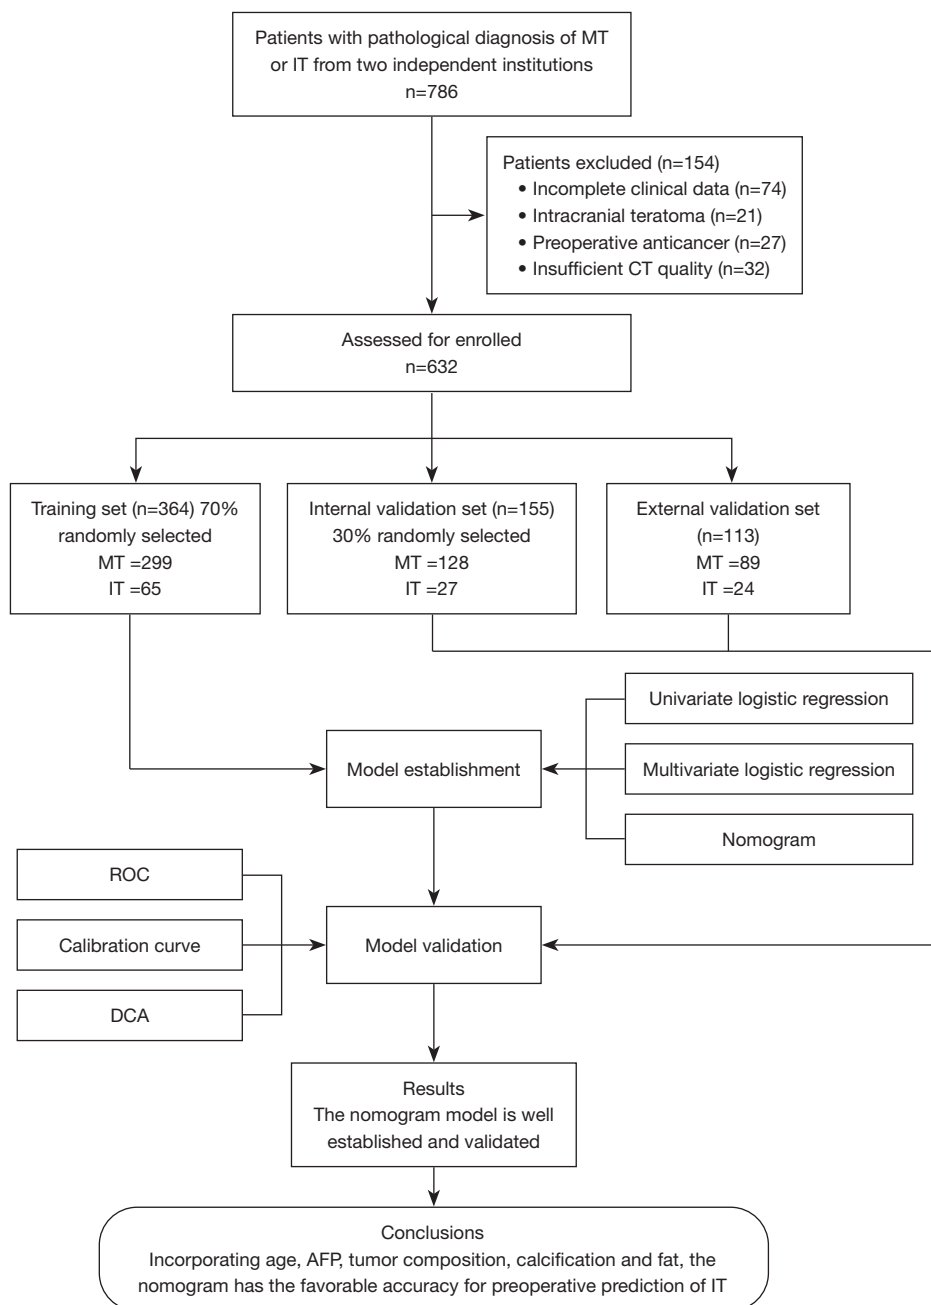 Patients with pathological diagnosis of MT
or IT from two independent institutions
n=786
Patients excluded (n=154)
• Incomplete clinical data (n=74)
• Intracranial teratoma (n=21)
• Preoperative anticancer (n=27)
• Insufficient CT quality (n=32)
Assessed for enrolled
n=632
Training set (n=364) 70%
randomly selected
MT =299
IT =65
Internal validation set (n=155)
30% randomly selected
MT =128
IT =27
External validation set
(n=113)
MT =89
IT =24
Univariate logistic regression
Model establishment
Multivariate logistic regression
Nomogram
ROC
Calibration curve
Model validation
DCA
Results
The nomogram model is well
established and validated
Conclusions
Incorporating age, AFP, tumor composition, calcification and fat, the
nomogram has the favorable accuracy for preoperative prediction of IT